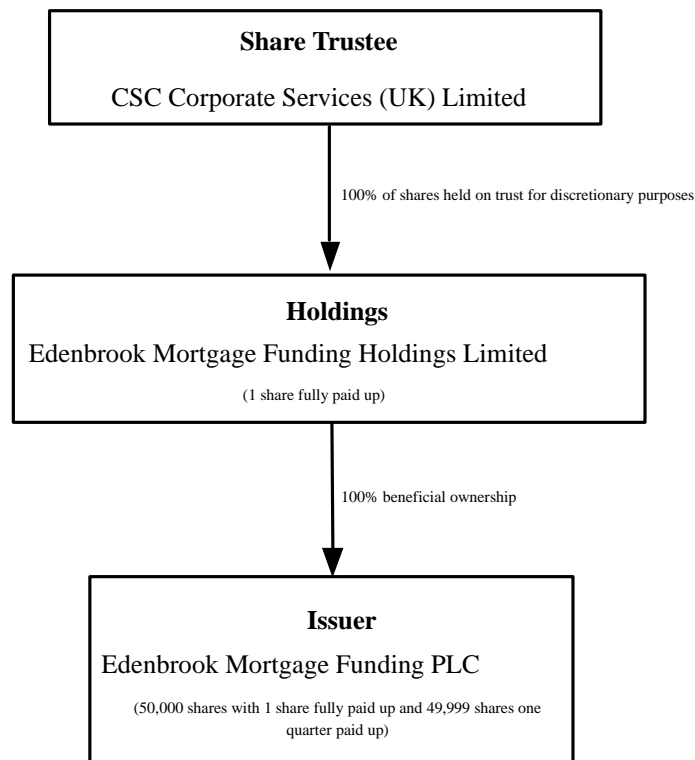 Share Trustee
CSC Corporate Services (UK) Limited
100% of shares held on trust for discretionary purposes
Holdings
Edenbrook Mortgage Funding Holdings Limited
(1 share fully paid up)
100% beneficial ownership
Issuer
Edenbrook Mortgage Funding PLC
(50,000 shares with 1 share fully paid up and 49,999 shares one
quarter paid up)